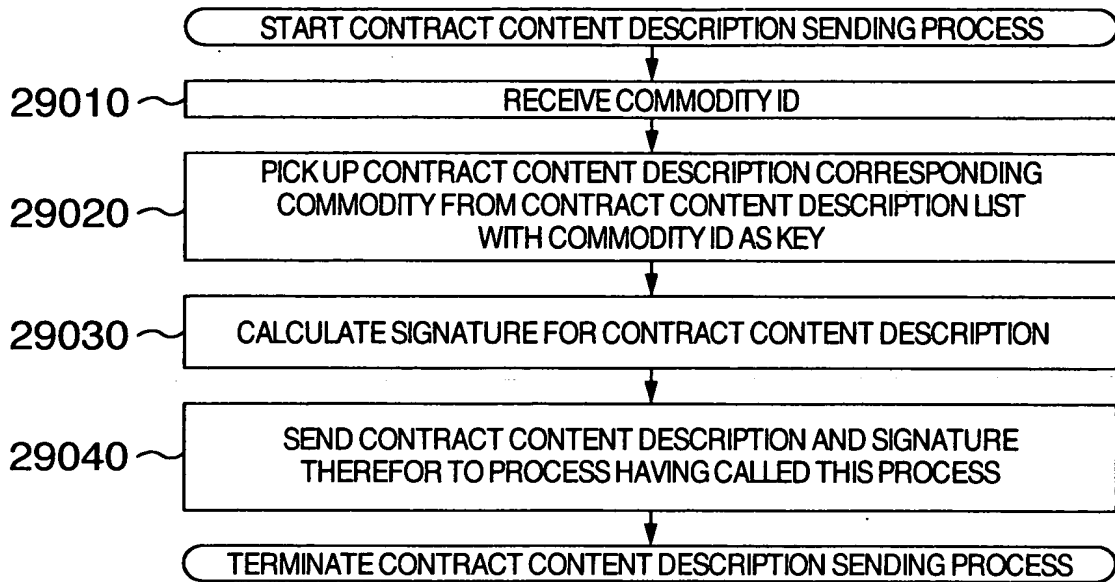 START CONTRACT CONTENT DESCRIPTION SENDING PROCESS
29010
RECEIVE COMMODITY ID
29020
PICK UP CONTRACT CONTENT DESCRIPTION CORRESPONDING
COMMODITY FROM CONTRACT CONTENT DESCRIPTION LIST
WITH COMMODITY ID AS KEY
29030
CALCULATE SIGNATURE FOR CONTRACT CONTENT DESCRIPTION
29040
SEND CONTRACT CONTENT DESCRIPTION AND SIGNATURE
THEREFOR TO PROCESS HAVING CALLED THIS PROCESS
TERMINATE CONTRACT CONTENT DESCRIPTION SENDING PROCESS